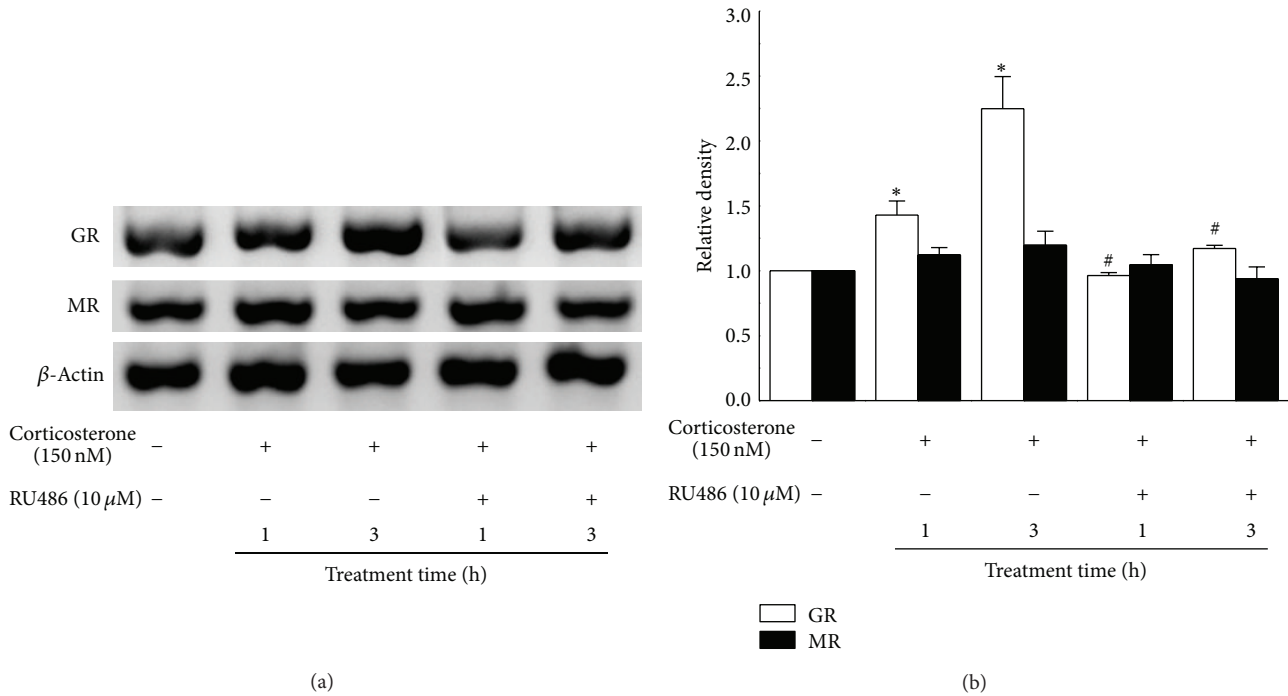 GR
MR
β-Actin
Corticosterone
(150 nM)
− + + + +
RU486 (10 μM) − − − + +
1 3 1 3
Treatment time (h)
(a)
3.0
2.5
2.0
1.5
1.0
0.5
0.0
Relative density
* * # #
Corticosterone
(150 nM)
− + + + +
RU486 (10 μM) − − − + +
1 3 1 3
Treatment time (h)
GR
MR
(b)